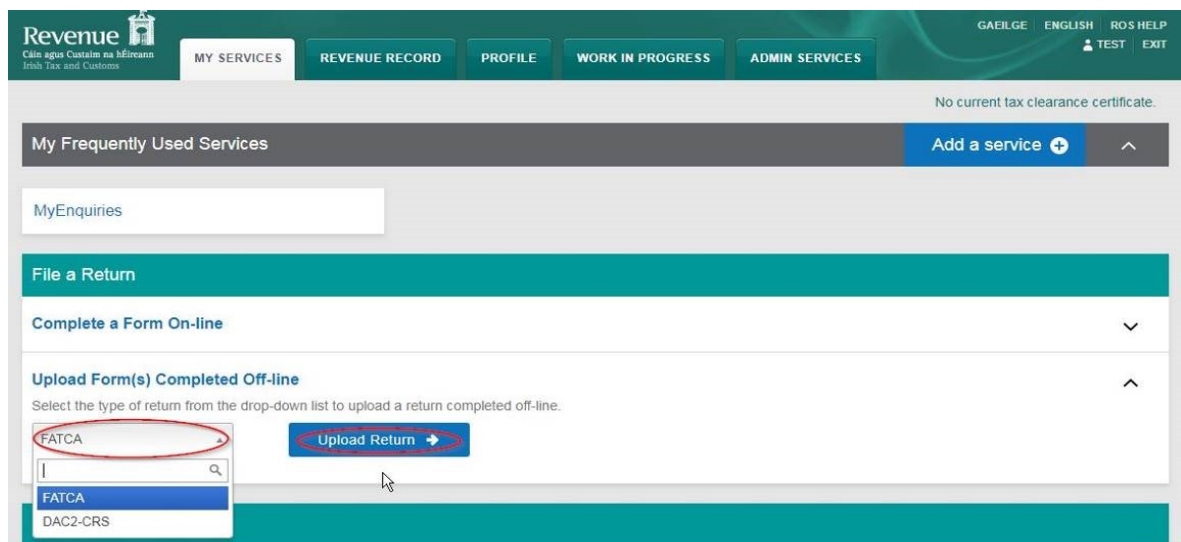 GAEILGE ENGLISH ROS HELP
Revenue
Cáin agus Custaim na hÉireann
Irish Tax and Customs
MY SERVICES REVENUE RECORD PROFILE WORK IN PROGRESS ADMIN SERVICES
TEST EXIT
No current tax clearance certificate.
My Frequently Used Services
Add a service
MyEnquiries
File a Return
Complete a Form On-line
Upload Form(s) Completed Off-line
Select the type of return from the drop-down list to upload a return completed off-line.
FATCA
Upload Return
FATCA
DAC2-CRS